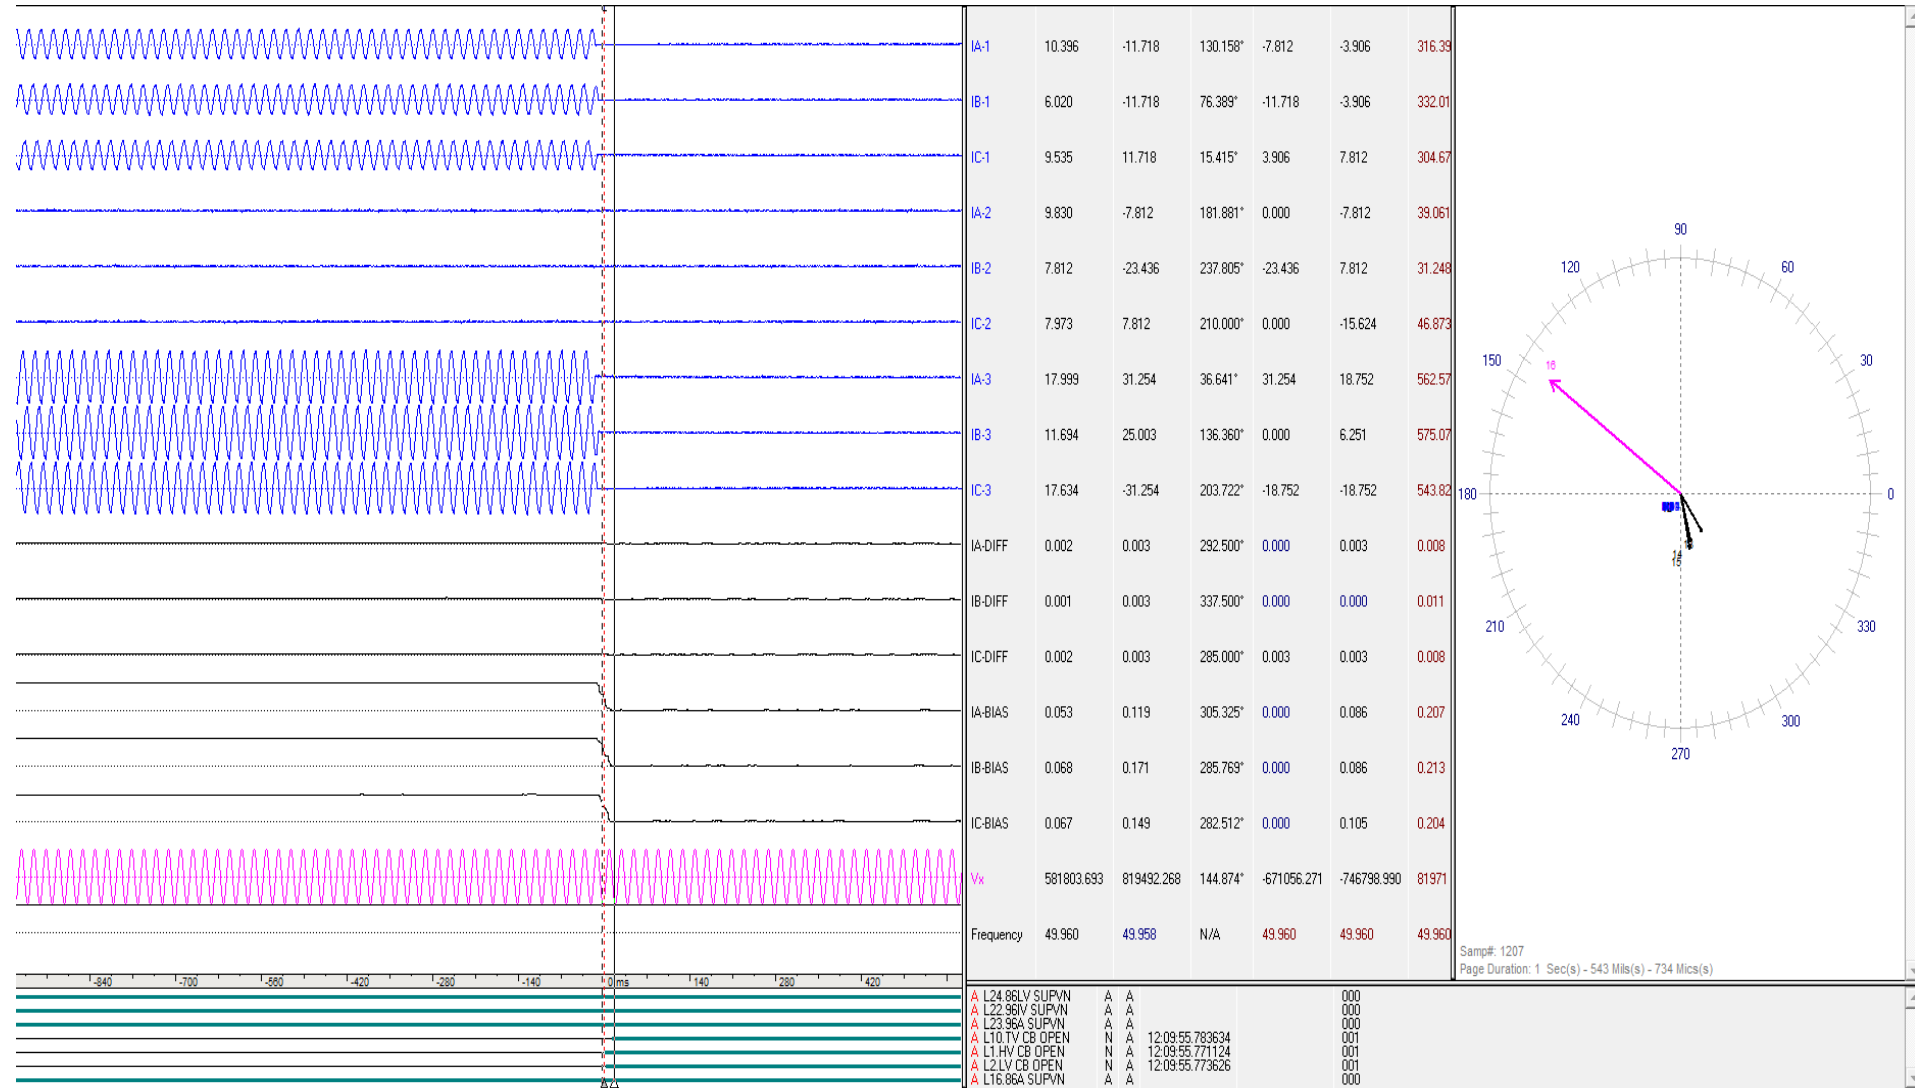 IA-1 10.396 -11.718 130.158° -7.812 -3.906 316.39
IB-1 6.020 -11.718 76.389° -11.718 -3.906 332.01
IC-1 9.535 11.718 15.415° 3.906 7.812 304.67
IA-2 9.830 -7.812 181.881° 0.000 -7.812 39.061
IB-2 7.812 -23.436 237.805° -23.436 7.812 31.248
IC-2 7.973 7.812 210.000° 0.000 -15.624 46.873
IA-3 17.999 31.254 36.641° 31.254 18.752 562.57
IB-3 11.694 25.003 136.360° 0.000 6.251 575.07
IC-3 17.634 -31.254 203.722° -18.752 -18.752 543.82
IA-DIFF 0.002 0.003 292.500° 0.000 0.003 0.008
IB-DIFF 0.001 0.003 337.500° 0.000 0.000 0.011
IC-DIFF 0.002 0.003 285.000° 0.003 0.003 0.008
IA-BIAS 0.053 0.119 305.325° 0.000 0.086 0.207
IB-BIAS 0.068 0.171 285.769° 0.000 0.086 0.213
IC-BIAS 0.067 0.149 282.512° 0.000 0.105 0.204
Vx 581803.693 819492.268 144.874° -671056.271 -746798.990 81971
Frequency 49.960 49.958 N/A 49.960 49.960 49.960
-840 -700 -560 -420 -280 -140 0 ms 140 280 420
90
120 60
150 16 30
180 0
14
15
210 330
240 300
270
Samp#: 1207
Page Duration: 1 Sec(s) - 543 Mils(s) - 734 Mics(s)
A L24.86LV SUPVN A A 000
A L22.96IV SUPVN A A 000
A L23.96A SUPVN A A 000
A L10.TV CB OPEN N A 12:09:55.783634 001
A L1.HV CB OPEN N A 12:09:55.771124 001
A L2.LV CB OPEN N A 12:09:55.773626 001
A L16.86A SUPVN A A 000